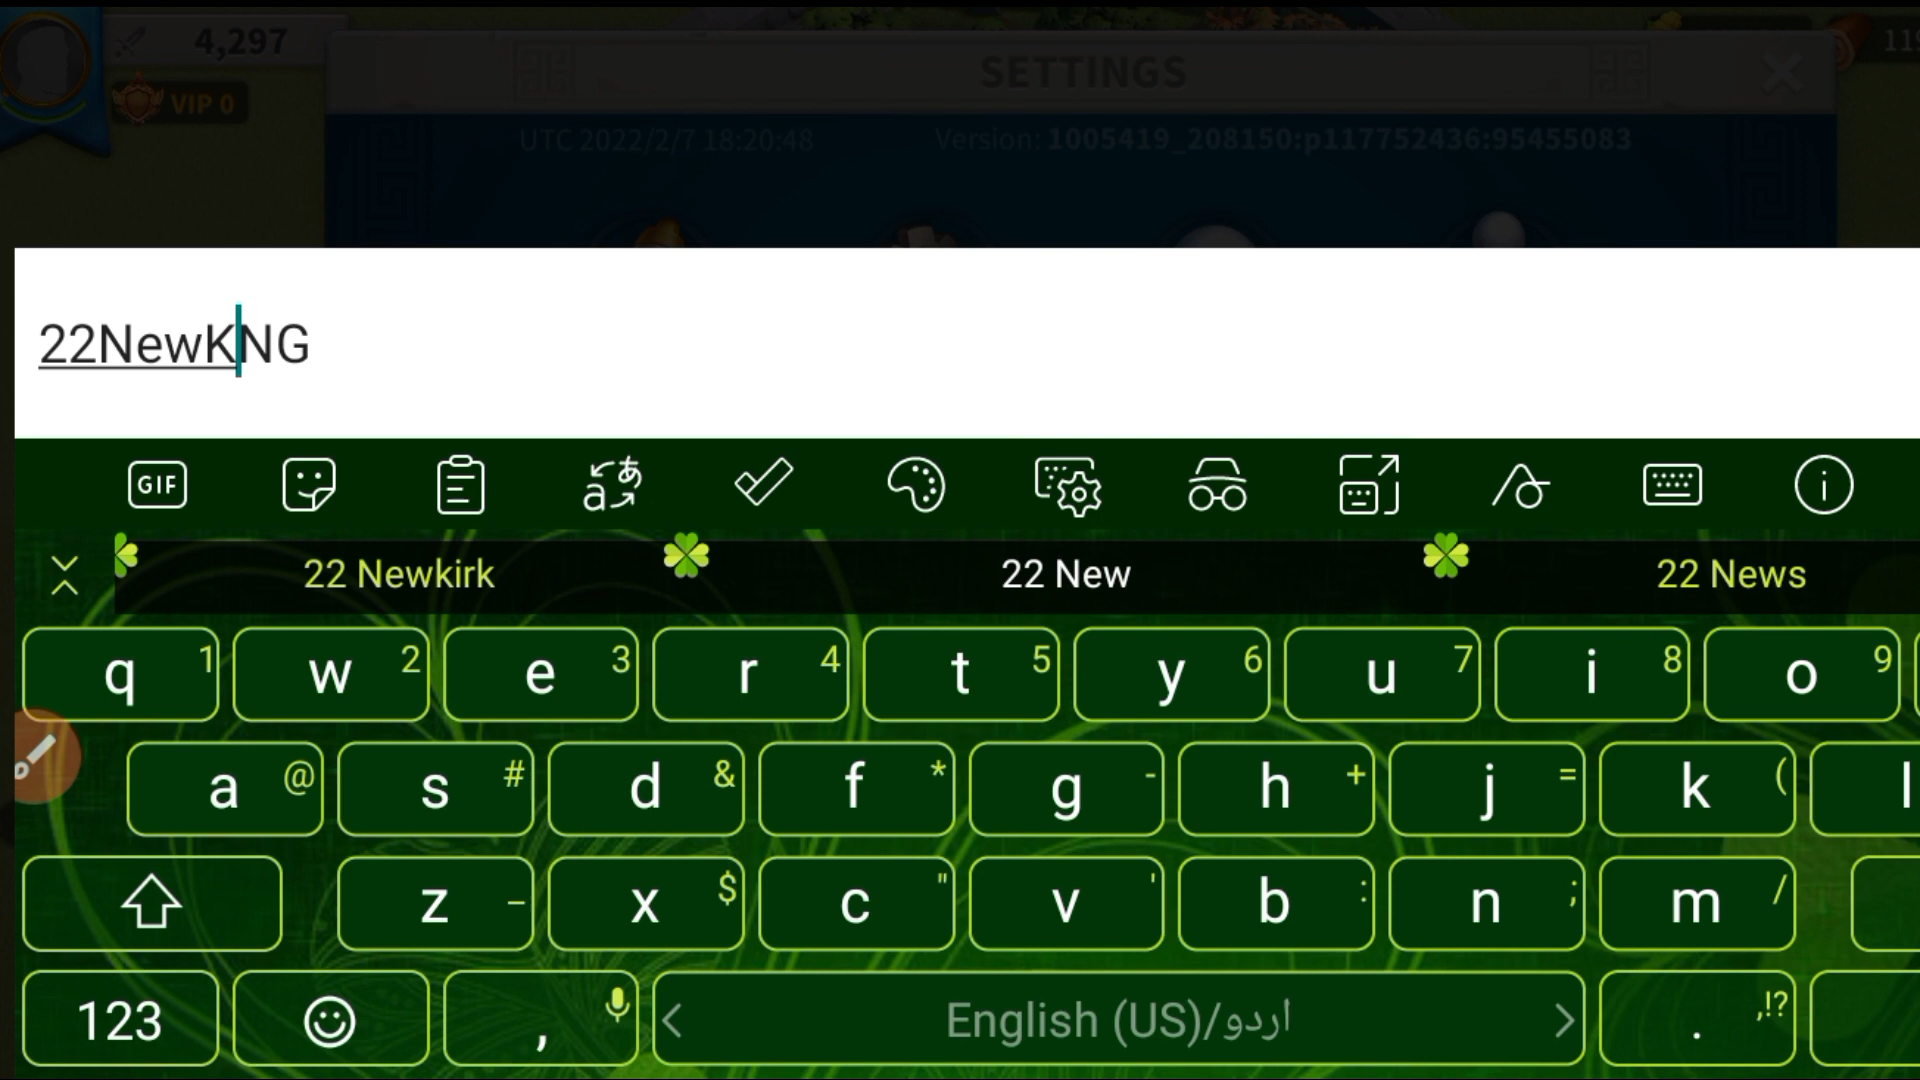 4,297
SETTINGS
VIP 0
UTC 2022/2/7 18:20:48 Version: 1005419_208150:p117752436:95455083
22NewKNG
GIF
a あ
22 Newkirk 22 New 22 News
q 1 w 2 e 3 r 4 t 5 y 6 u 7 i 8 o 9
a @ s # d & f * g - h + j = k ( l
z _ x $ c " v ' b : n ; m /
123 , English (US)/اردو . ,!?